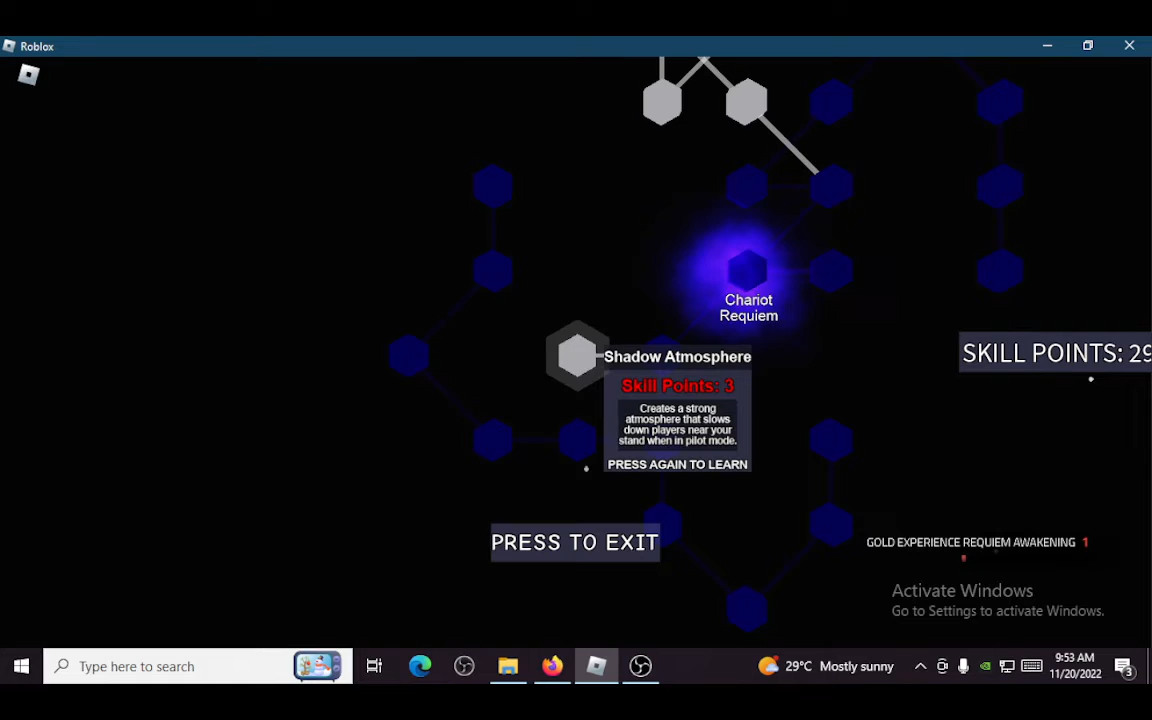 Roblox
Chariot
Requiem
Shadow Atmosphere
SKILL POINTS: 29
Skill Points: 3
Creates a strong
atmosphere that slows
down players near your
stand when in pilot mode.
PRESS AGAIN TO LEARN
PRESS TO EXIT
GOLD EXPERIENCE REQUIEM AWAKENING 1
Activate Windows
Go to Settings to activate Windows.
Type here to search
29°C Mostly sunny
9:53 AM
11/20/2022
3